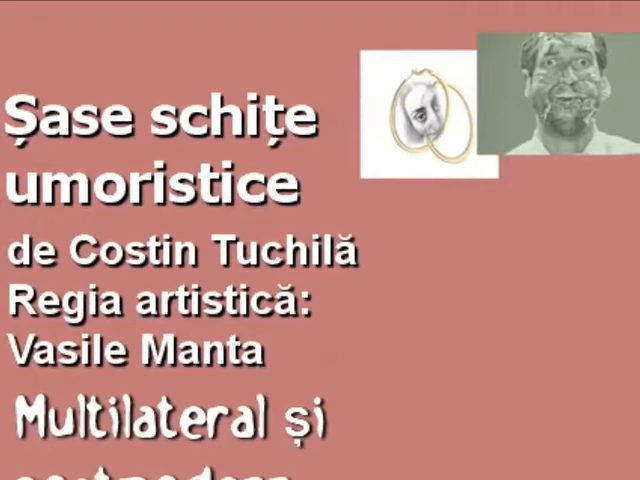 Șase schițe
umoristice
de Costin Tuchilă
Regia artistică:
Vasile Manta
Multilateral și